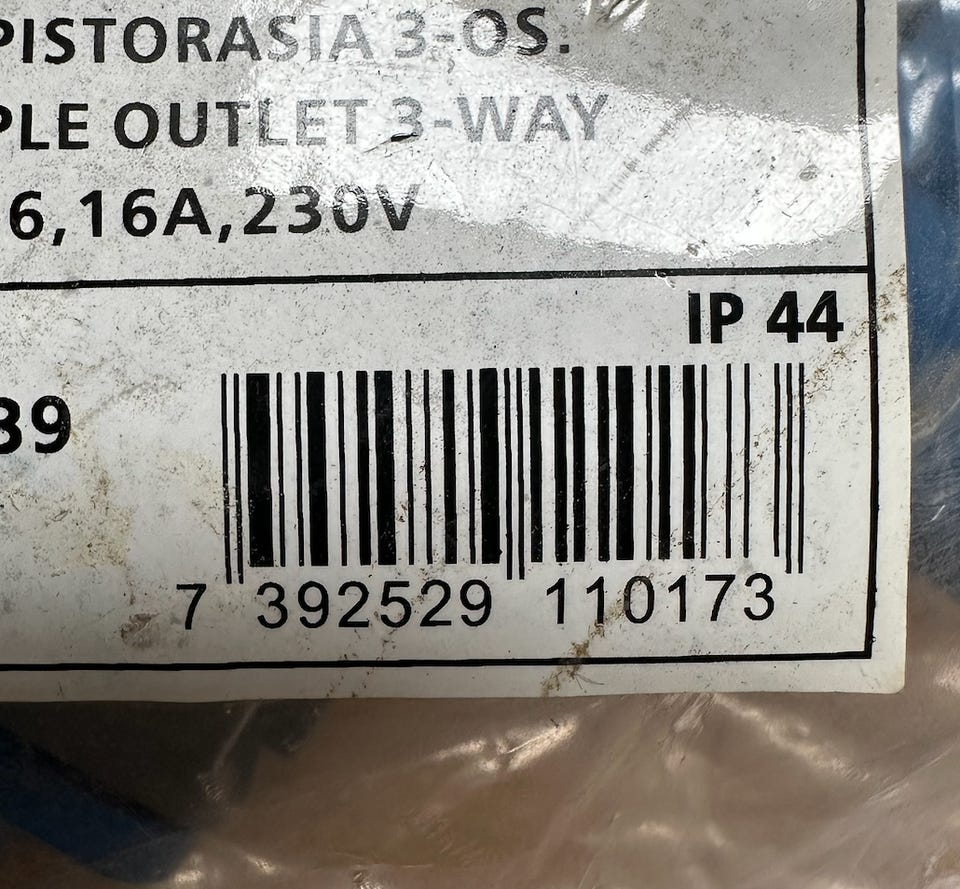 PISTORASIA 3-OS.
PLE OUTLET 3-WAY
6,16A,230V
IP 44
39
7 392529 110173